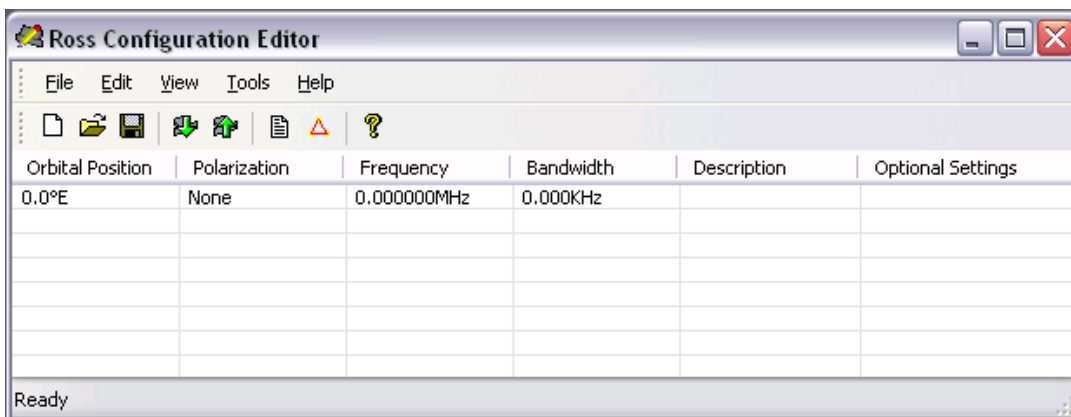 Ross Configuration Editor
File Edit View Tools Help
Orbital Position Polarization Frequency Bandwidth Description Optional Settings
0.0°E None 0.000000MHz 0.000KHz
Ready